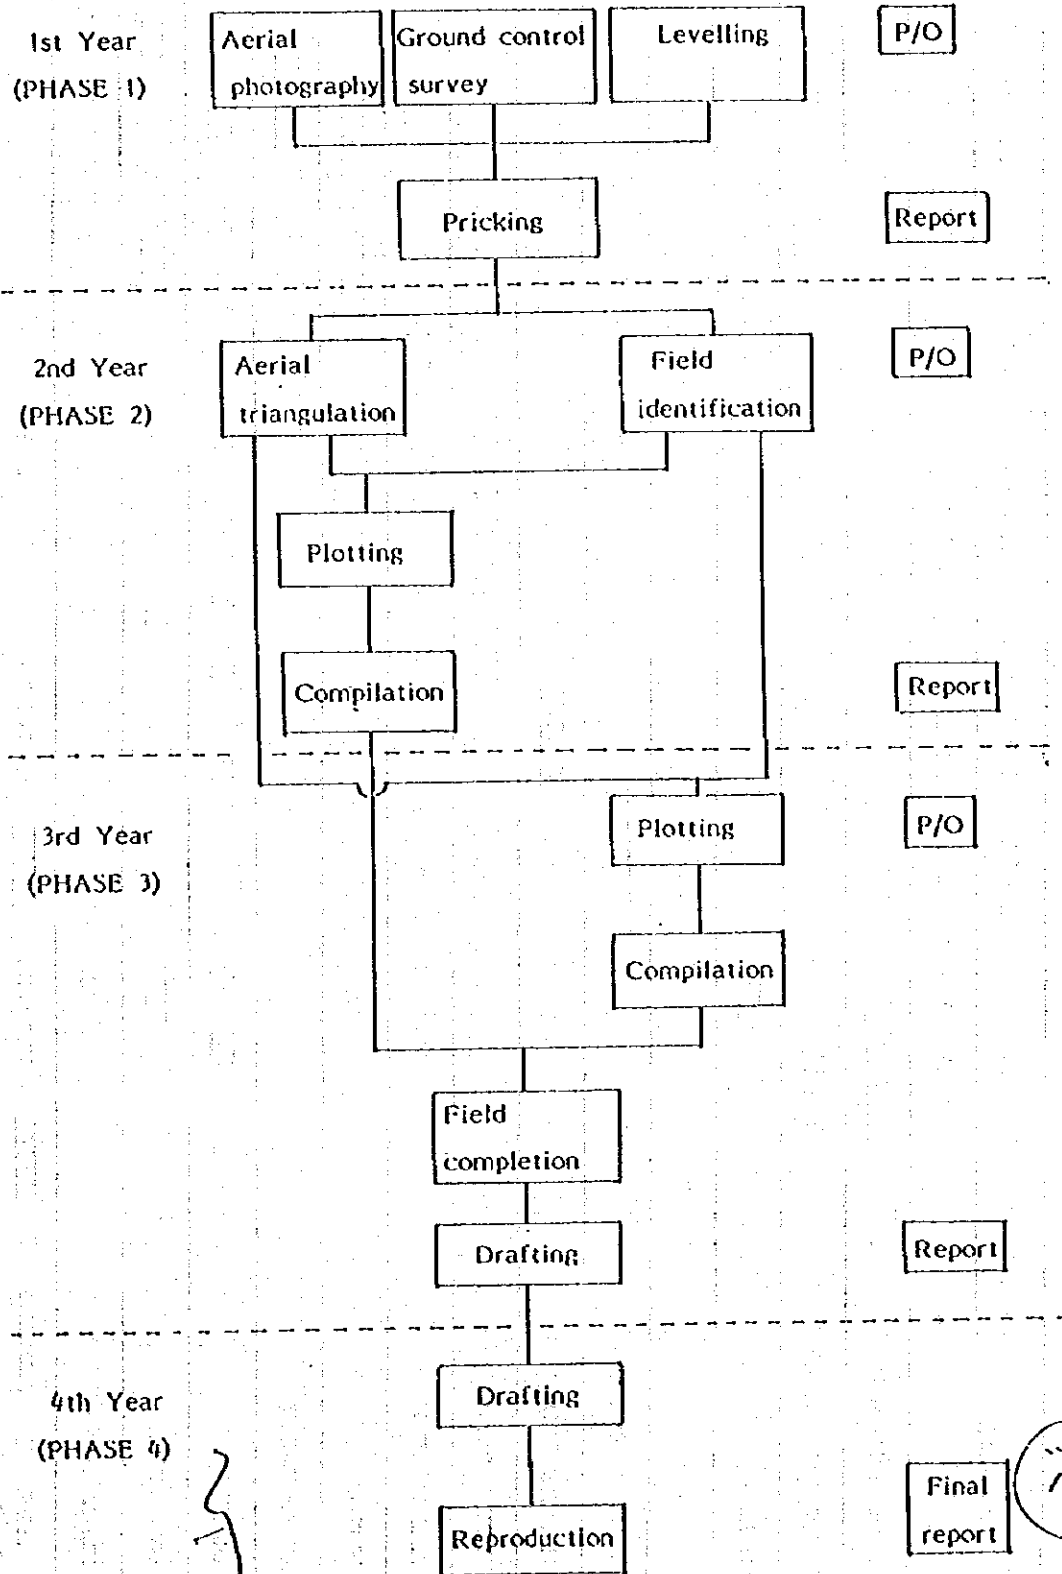 1st Year
(PHASE 1)
Aerial
photography
Ground control
survey
Levelling
P/O
Pricking
Report
2nd Year
(PHASE 2)
Aerial
triangulation
Field
identification
P/O
Plotting
Compilation
Report
3rd Year
(PHASE 3)
Plotting
P/O
Compilation
Field
completion
Drafting
Report
4th Year
(PHASE 4)
Drafting
Reproduction
Final
report